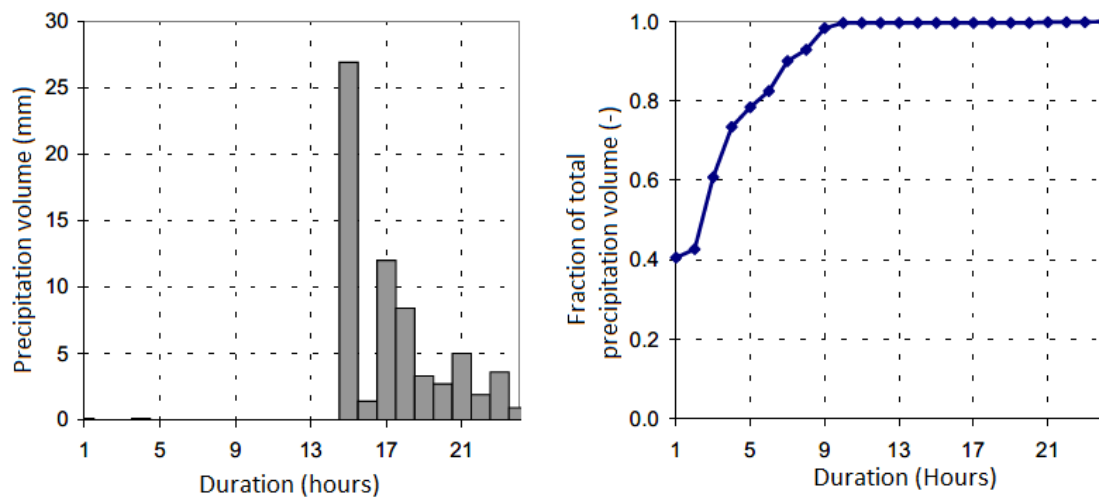 Precipitation volume (mm)
30
25
20
15
10
5
0
1 5 9 13 17 21
Duration (hours)
Fraction of total
precipitation volume (-)
1.0
0.8
0.6
0.4
0.2
0.0
1 5 9 13 17 21
Duration (Hours)